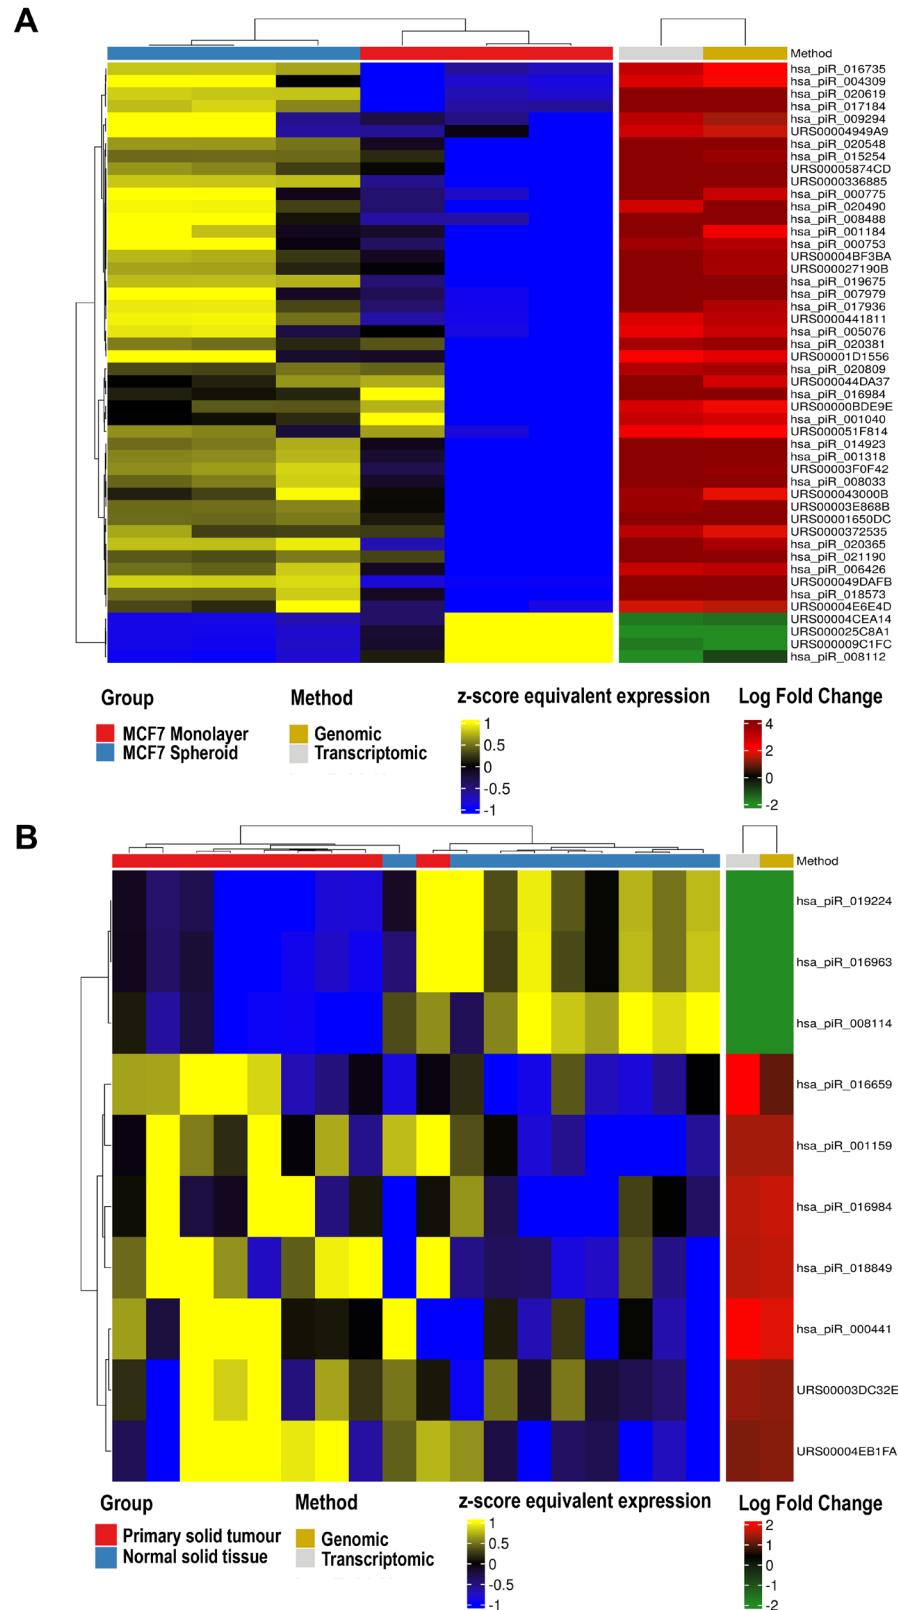 A
Method
hsa_piR_016735
hsa_piR_004309
hsa_piR_020619
hsa_piR_017184
hsa_piR_009294
URS00004949A9
hsa_piR_020548
hsa_piR_015254
URS00005874CD
URS0000336885
hsa_piR_000775
hsa_piR_020490
hsa_piR_008488
hsa_piR_001184
hsa_piR_000753
URS00004BF3BA
URS000027190B
hsa_piR_019675
hsa_piR_007979
hsa_piR_017936
URS0000441811
hsa_piR_005076
hsa_piR_020381
URS00001D1556
hsa_piR_020809
URS000044DA37
hsa_piR_016984
URS00000BDE9E
hsa_piR_001040
URS000051F814
hsa_piR_014923
hsa_piR_001318
URS00003F0F42
hsa_piR_008033
URS000043000B
URS00003E868B
URS00001650DC
URS0000372535
hsa_piR_020365
hsa_piR_021190
hsa_piR_006426
URS000049DAFB
hsa_piR_018573
URS00004E6E4D
URS00004CEA14
URS000025C8A1
URS000009C1FC
hsa_piR_008112
Group Method z-score equivalent expression Log Fold Change
MCF7 Monolayer Genomic
MCF7 Spheroid Transcriptomic
1
0.5
0
-0.5
-1
4
2
0
-2
B
Method
hsa_piR_019224
hsa_piR_016963
hsa_piR_008114
hsa_piR_016659
hsa_piR_001159
hsa_piR_016984
hsa_piR_018849
hsa_piR_000441
URS00003DC32E
URS00004EB1FA
Group Method z-score equivalent expression Log Fold Change
Primary solid tumour Genomic
Normal solid tissue Transcriptomic
1
0.5
0
-0.5
-1
2
1
0
-1
-2